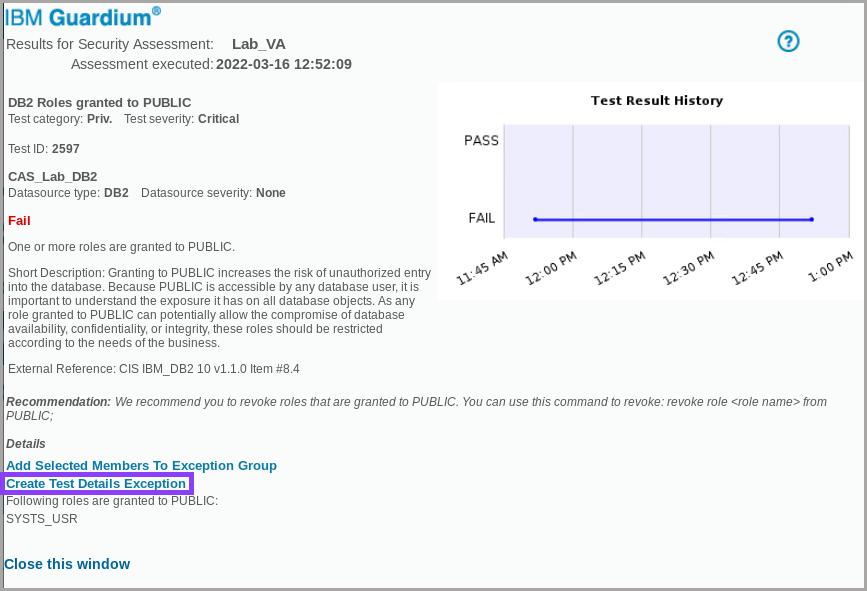 IBM Guardium®
Results for Security Assessment: Lab_VA
Assessment executed: 2022-03-16 12:52:09
?
DB2 Roles granted to PUBLIC
Test category: Priv. Test severity: Critical
Test ID: 2597
CAS_Lab_DB2
Datasource type: DB2 Datasource severity: None
Fail
One or more roles are granted to PUBLIC.
Short Description: Granting to PUBLIC increases the risk of unauthorized entry
into the database. Because PUBLIC is accessible by any database user, it is
important to understand the exposure it has on all database objects. As any
role granted to PUBLIC can potentially allow the compromise of database
availability, confidentiality, or integrity, these roles should be restricted
according to the needs of the business.
External Reference: CIS IBM_DB2 10 v1.1.0 Item #8.4
Test Result History
PASS
FAIL
11:45 AM
12:00 PM
12:15 PM
12:30 PM
12:45 PM
1:00 PM
Recommendation: We recommend you to revoke roles that are granted to PUBLIC. You can use this command to revoke: revoke role <role name> from
PUBLIC;
Details
Add Selected Members To Exception Group
Create Test Details Exception
Following roles are granted to PUBLIC:
SYSTS_USR
Close this window